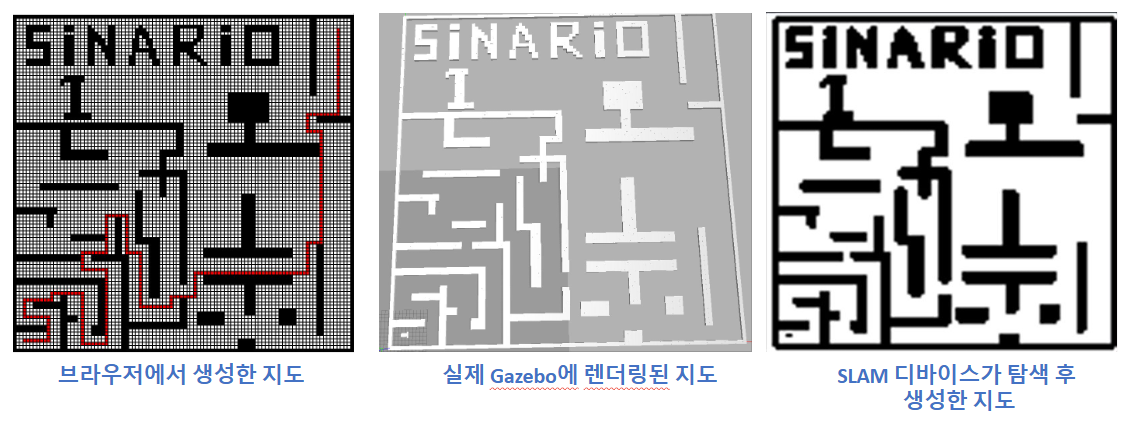 SiNARiO
I
SiNARiO
I
SiNARiO
I
브라우저에서 생성한 지도
실제 Gazebo에 렌더링된 지도
SLAM 디바이스가 탐색 후
생성한 지도